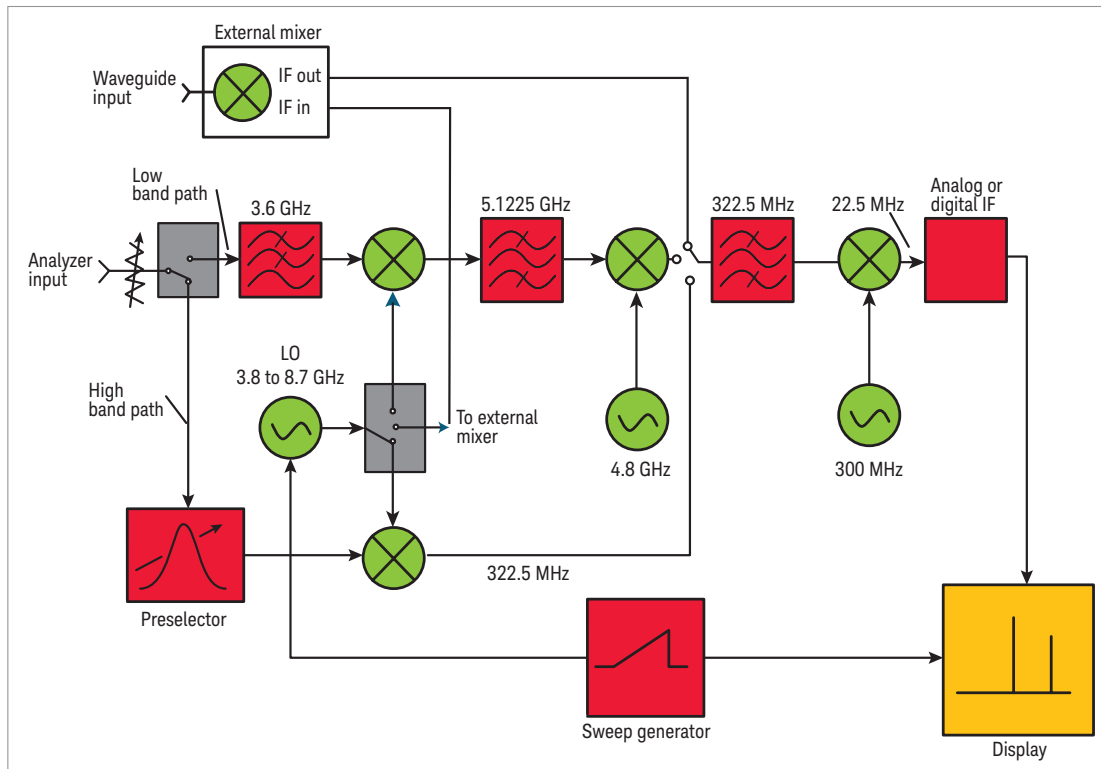 External mixer
Waveguide
input
IF out
IF in
Low
band path
3.6 GHz
5.1225 GHz
322.5 MHz
22.5 MHz
Analog or
digital IF
Analyzer
input
LO
3.8 to 8.7 GHz
High
band path
To external
mixer
4.8 GHz
300 MHz
322.5 MHz
Preselector
Sweep generator
Display